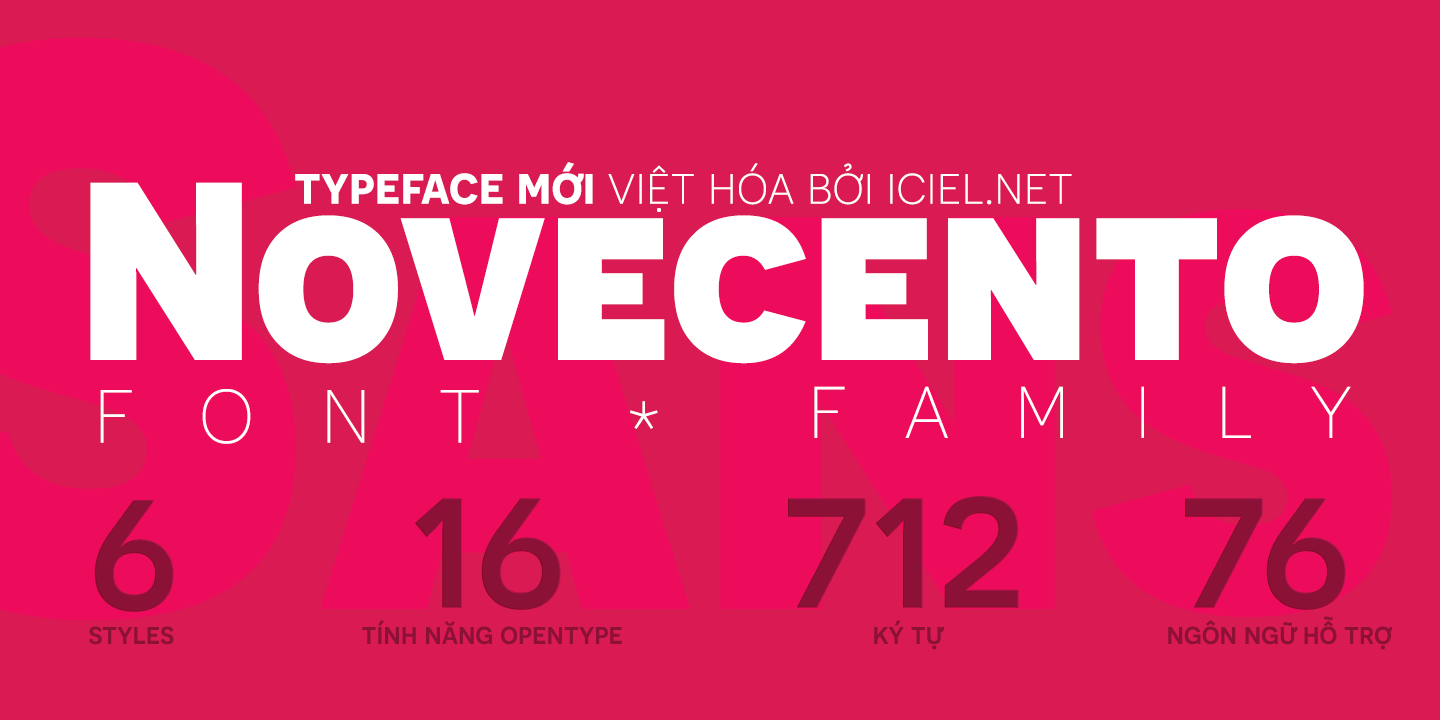 TYPEFACE MỚI VIỆT HÓA BỞI ICIEL.NET
NOVECENTO
FONT * FAMILY
SANS
6 16 712 76
STYLES TÍNH NĂNG OPENTYPE KÝ TỰ NGÔN NGỮ HỖ TRỢ